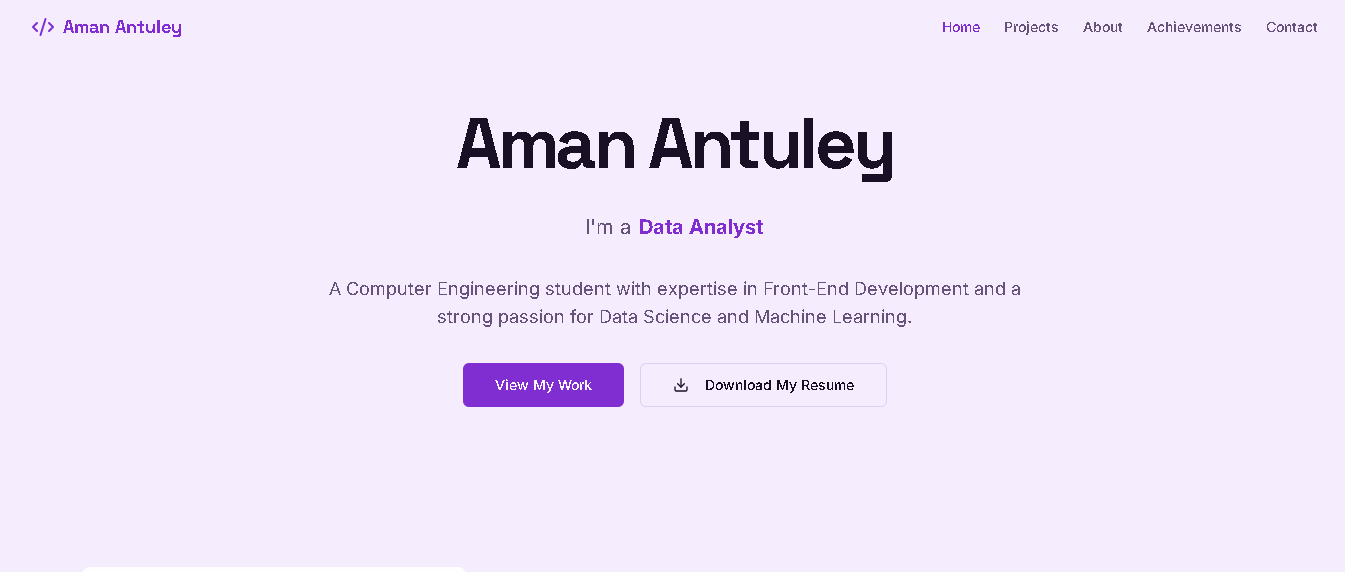 </> Aman Antuley
Home Projects About Achievements Contact
Aman Antuley
I'm a Data Analyst
A Computer Engineering student with expertise in Front-End Development and a
strong passion for Data Science and Machine Learning.
View My Work
Download My Resume